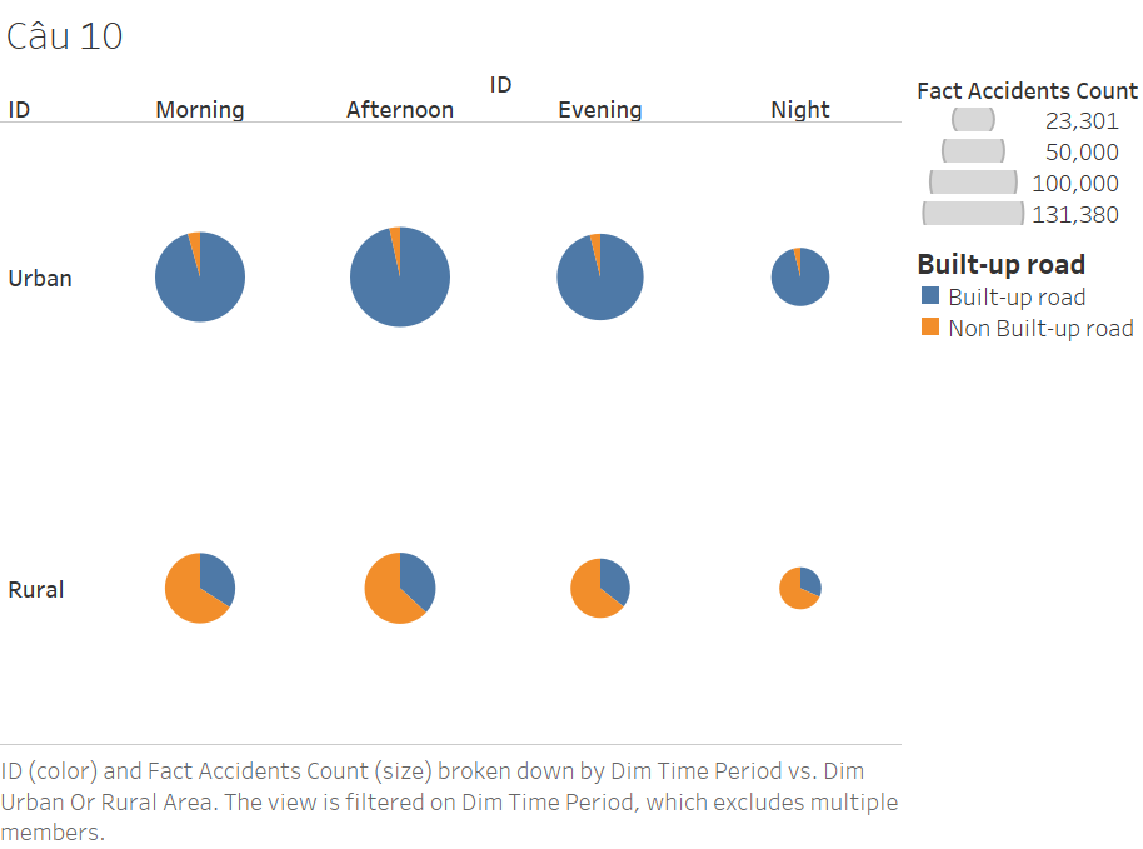 Câu 10
ID
ID Morning Afternoon Evening Night
Urban
Rural
Fact Accidents Count
23,301
50,000
100,000
131,380
Built-up road
Built-up road
Non Built-up road
ID (color) and Fact Accidents Count (size) broken down by Dim Time Period vs. Dim
Urban Or Rural Area. The view is filtered on Dim Time Period, which excludes multiple
members.